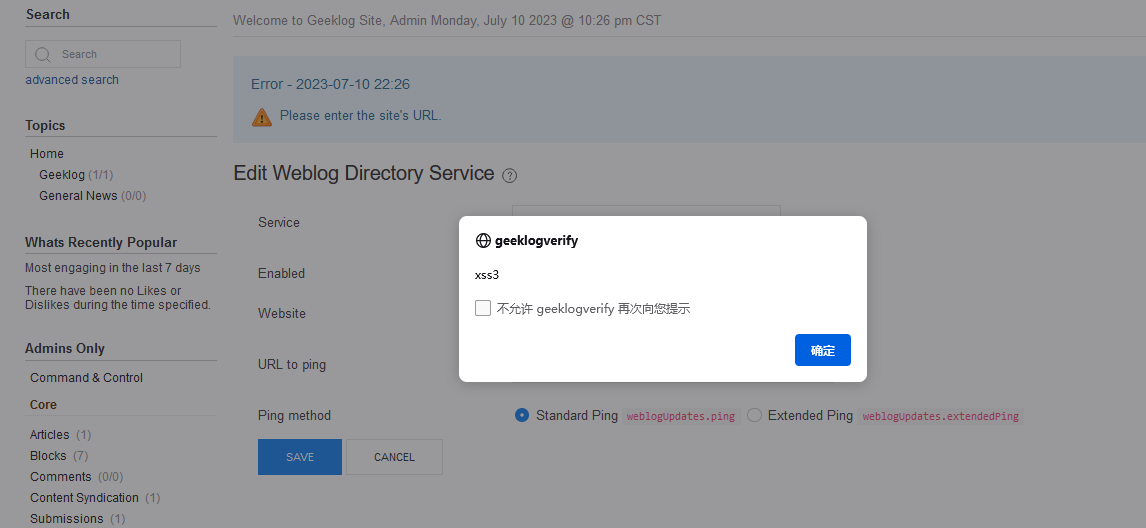 Search
Search
advanced search
Topics
Home
Geeklog (1/1)
General News (0/0)
Whats Recently Popular
Most engaging in the last 7 days
There have been no Likes or
Dislikes during the time specified.
Admins Only
Command & Control
Core
Articles (1)
Blocks (7)
Comments (0/0)
Content Syndication (1)
Submissions (1)
Welcome to Geeklog Site, Admin Monday, July 10 2023 @ 10:26 pm CST
Error - 2023-07-10 22:26
Please enter the site's URL.
Edit Weblog Directory Service ?
Service
Enabled
Website
URL to ping
Ping method
Standard Ping weblogUpdates.ping Extended Ping weblogUpdates.extendedPing
SAVE CANCEL
geeklogverify
xss3
不允许 geeklogverify 再次向您提示
确定